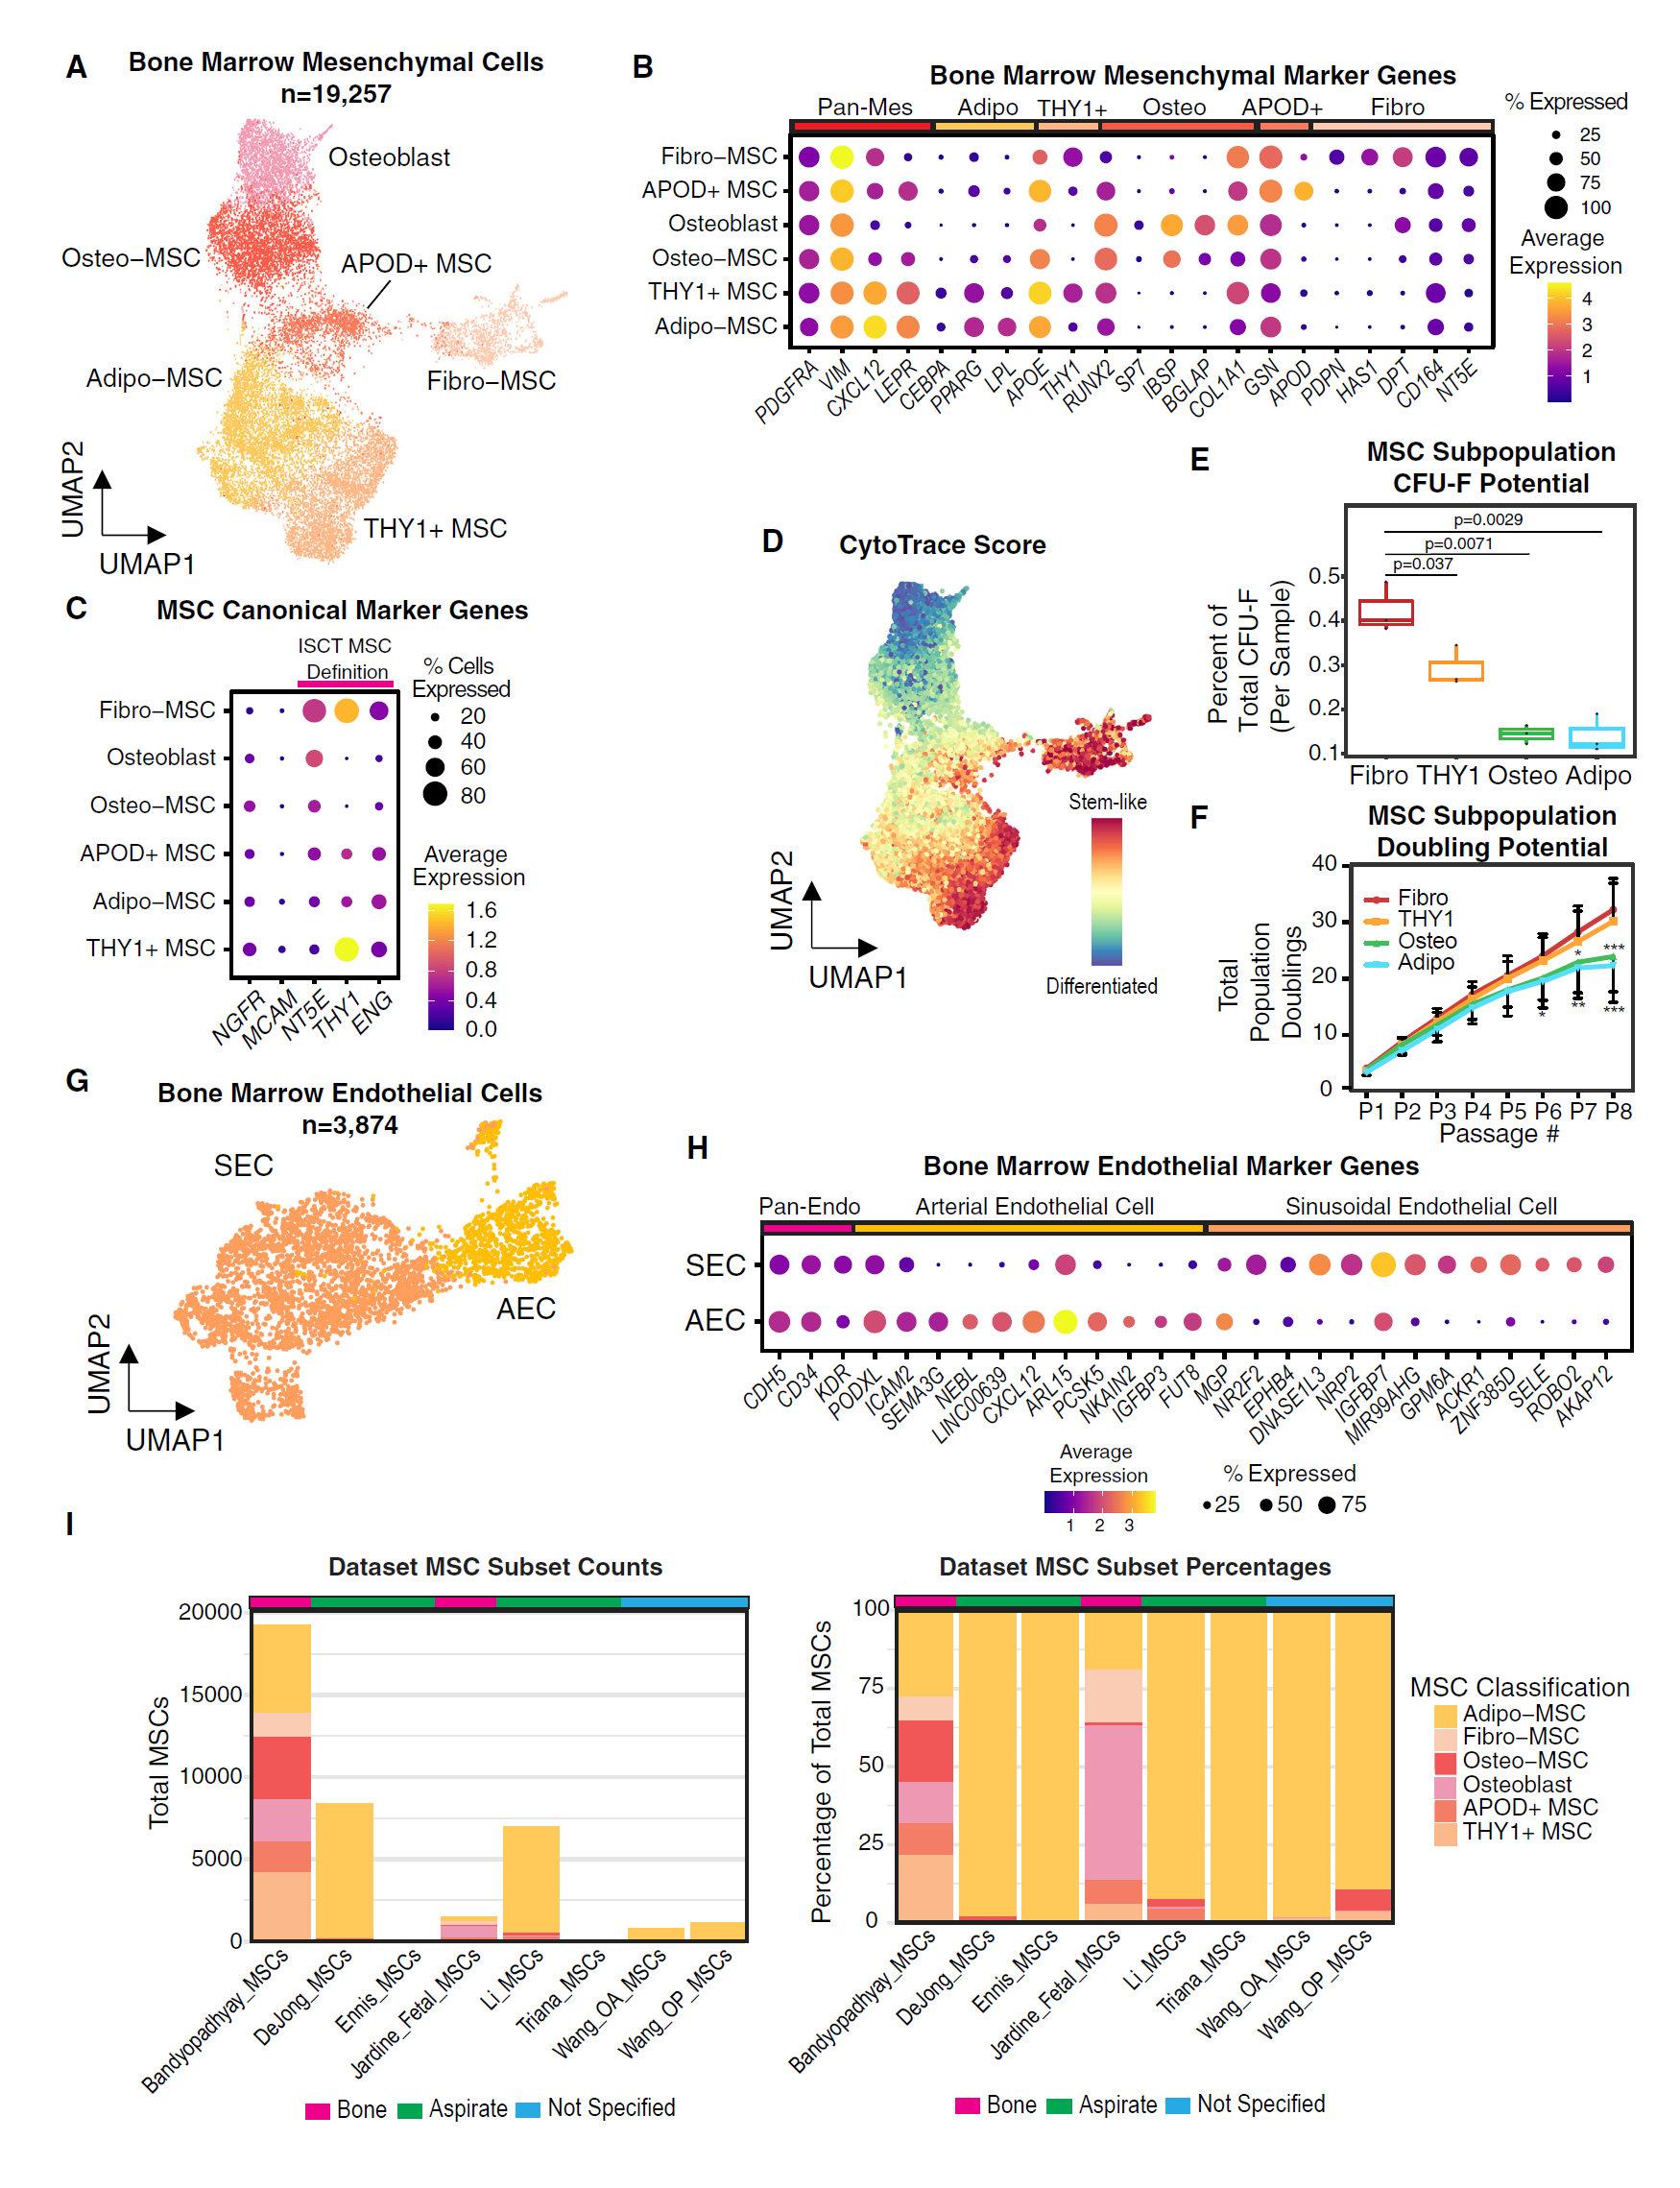 A
Bone Marrow Mesenchymal Cells
n=19,257
Osteoblast
Osteo−MSC
APOD+ MSC
Adipo−MSC
Fibro−MSC
THY1+ MSC
UMAP2
UMAP1
B
Bone Marrow Mesenchymal Marker Genes
Pan-Mes Adipo THY1+ Osteo APOD+ Fibro
Fibro−MSC
APOD+ MSC
Osteoblast
Osteo−MSC
THY1+ MSC
Adipo−MSC
PDGFRA VIM CXCL12 LEPR CEBPA PPARG LPL APOE THY1 RUNX2 SP7 IBSP BGLAP COL1A1 GSN APOD PDPN HAS1 DPT CD164 NT5E
% Expressed
25
50
75
100
Average
Expression
4
3
2
1
C
MSC Canonical Marker Genes
ISCT MSC
Definition
Fibro−MSC
Osteoblast
Osteo−MSC
APOD+ MSC
Adipo−MSC
THY1+ MSC
NGFR MCAM NT5E THY1 ENG
% Cells
Expressed
20
40
60
80
Average
Expression
1.6
1.2
0.8
0.4
0.0
D
CytoTrace Score
Stem-like
Differentiated
UMAP2
UMAP1
E
MSC Subpopulation
CFU-F Potential
p=0.0029
p=0.0071
p=0.037
Percent of
Total CFU-F
(Per Sample)
0.5
0.4
0.3
0.2
0.1
Fibro THY1 Osteo Adipo
F
MSC Subpopulation
Doubling Potential
Total
Population
Doublings
40
30
20
10
0
Fibro
THY1
Osteo
Adipo
* ***
* ** ***
P1 P2 P3 P4 P5 P6 P7 P8
Passage #
G
Bone Marrow Endothelial Cells
n=3,874
SEC
AEC
UMAP2
UMAP1
H
Bone Marrow Endothelial Marker Genes
Pan-Endo Arterial Endothelial Cell Sinusoidal Endothelial Cell
SEC
AEC
CDH5 CD34 KDR PODXL ICAM2 SEMA3G NEBL LINC00639 CXCL12 ARL15 PCSK5 NKAIN2 IGFBP3 FUT8 MGP NR2F2 EPHB4 DNASE1L3 NRP2 IGFBP7 MIR99AHG GPM6A ACKR1 ZNF385D SELE ROBO2 AKAP12
Average
Expression
1 2 3
% Expressed
25 50 75
I
Dataset MSC Subset Counts
Total MSCs
20000
15000
10000
5000
0
Bandyopadhyay_MSCs DeJong_MSCs Ennis_MSCs Jardine_Fetal_MSCs Li_MSCs Triana_MSCs Wang_OA_MSCs Wang_OP_MSCs
Bone Aspirate Not Specified
Dataset MSC Subset Percentages
Percentage of Total MSCs
100
75
50
25
0
Bandyopadhyay_MSCs DeJong_MSCs Ennis_MSCs Jardine_Fetal_MSCs Li_MSCs Triana_MSCs Wang_OA_MSCs Wang_OP_MSCs
Bone Aspirate Not Specified
MSC Classification
Adipo−MSC
Fibro−MSC
Osteo−MSC
Osteoblast
APOD+ MSC
THY1+ MSC